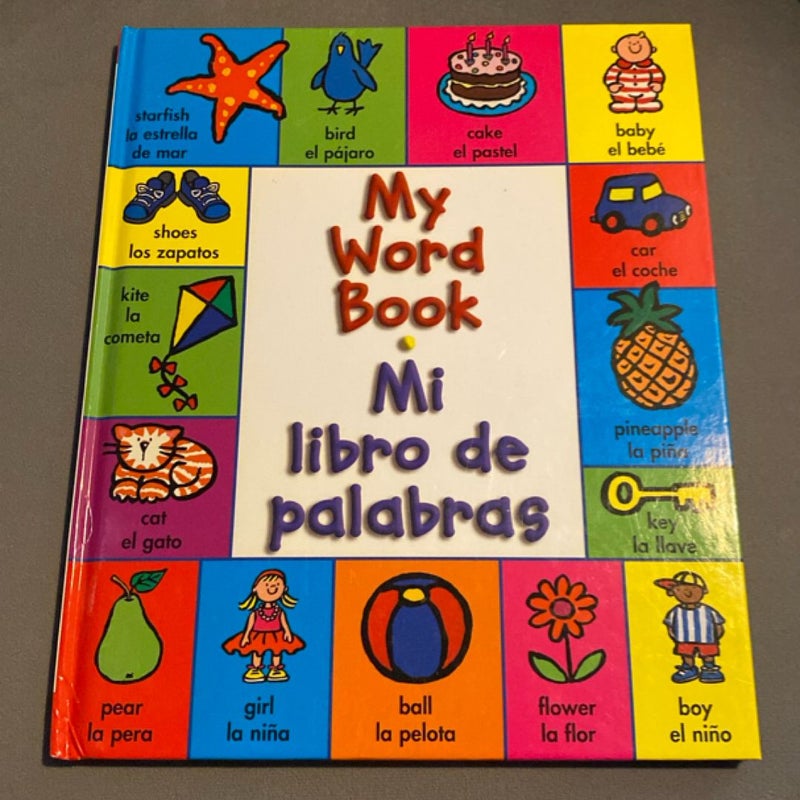 starfish
la estrella
de mar
bird
el pájaro
cake
el pastel
baby
el bebé
shoes
los zapatos
My
Word
Book
Mi
libro de
palabras
car
el coche
kite
la
cometa
pineapple
la piña
cat
el gato
key
la llave
pear
la pera
girl
la niña
ball
la pelota
flower
la flor
boy
el niño